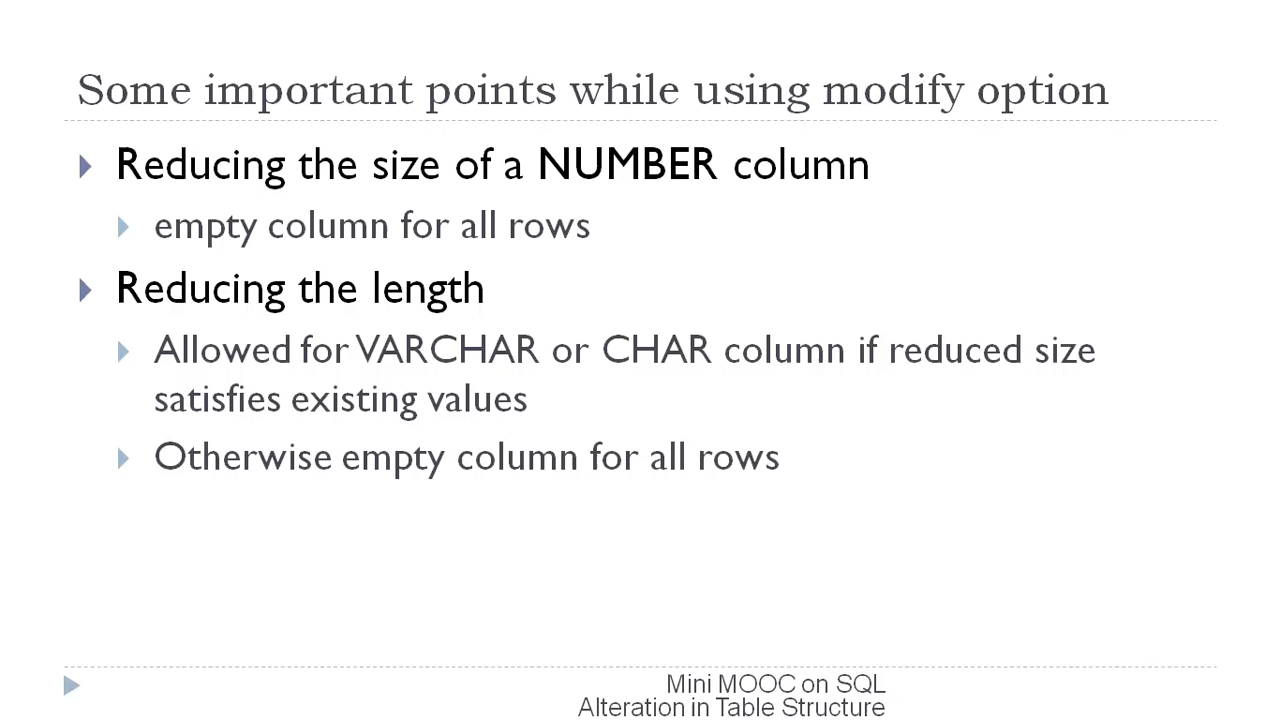 Some important points while using modify option
Reducing the size of a NUMBER column
empty column for all rows
Reducing the length
Allowed for VARCHAR or CHAR column if reduced size
satisfies existing values
Otherwise empty column for all rows
Mini MOOC on SQL
Alteration in Table Structure